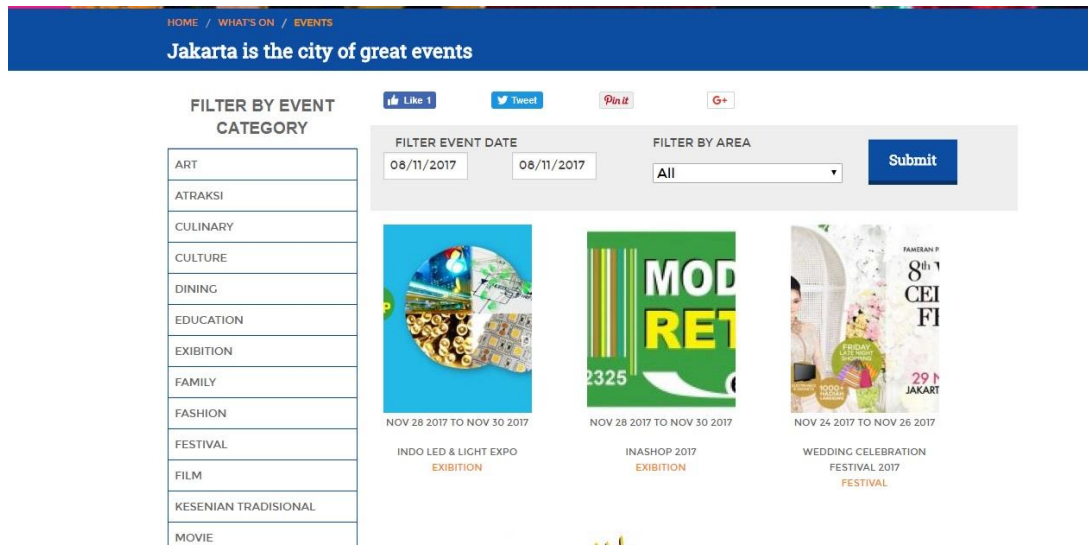 HOME / WHAT'S ON / EVENTS
Jakarta is the city of great events
FILTER BY EVENT
CATEGORY
ART
ATRAKSI
CULINARY
CULTURE
DINING
EDUCATION
EXIBITION
FAMILY
FASHION
FESTIVAL
FILM
KESENIAN TRADISIONAL
MOVIE
Like 1
Tweet
Pin it
G+
FILTER EVENT DATE
08/11/2017
08/11/2017
FILTER BY AREA
All
Submit
P
NOV 28 2017 TO NOV 30 2017
INDO LED & LIGHT EXPO
EXIBITION
MOD
RET
2325
NOV 28 2017 TO NOV 30 2017
INASHOP 2017
EXIBITION
PAMERAN P
8th
CEI
FE
FRIDAY
LATE NIGHT
SHOPPING
1000+
HADIAH
29
JAKART
NOV 24 2017 TO NOV 26 2017
WEDDING CELEBRATION
FESTIVAL 2017
FESTIVAL